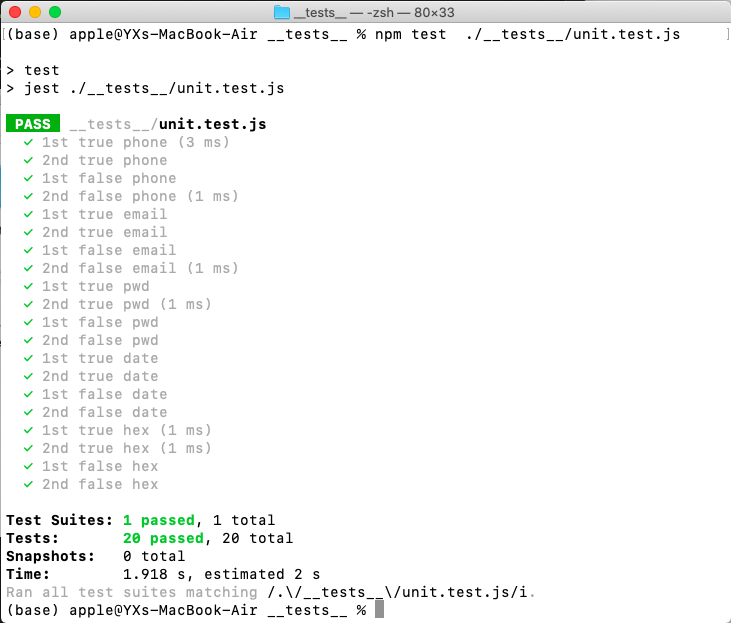 __tests__ — -zsh — 80×33
(base) apple@YXs-MacBook-Air __tests__ % npm test  ./__tests__/unit.test.js
> test
> jest ./__tests__/unit.test.js
PASS __tests__/unit.test.js
✓ 1st true phone (3 ms)
✓ 2nd true phone
✓ 1st false phone
✓ 2nd false phone (1 ms)
✓ 1st true email
✓ 2nd true email
✓ 1st false email
✓ 2nd false email (1 ms)
✓ 1st true pwd
✓ 2nd true pwd (1 ms)
✓ 1st false pwd
✓ 2nd false pwd
✓ 1st true date
✓ 2nd true date
✓ 1st false date
✓ 2nd false date
✓ 1st true hex (1 ms)
✓ 2nd true hex (1 ms)
✓ 1st false hex
✓ 2nd false hex
Test Suites: 1 passed, 1 total
Tests:       20 passed, 20 total
Snapshots:   0 total
Time:        1.918 s, estimated 2 s
Ran all test suites matching /.\/__tests__\/unit.test.js/i.
(base) apple@YXs-MacBook-Air __tests__ %